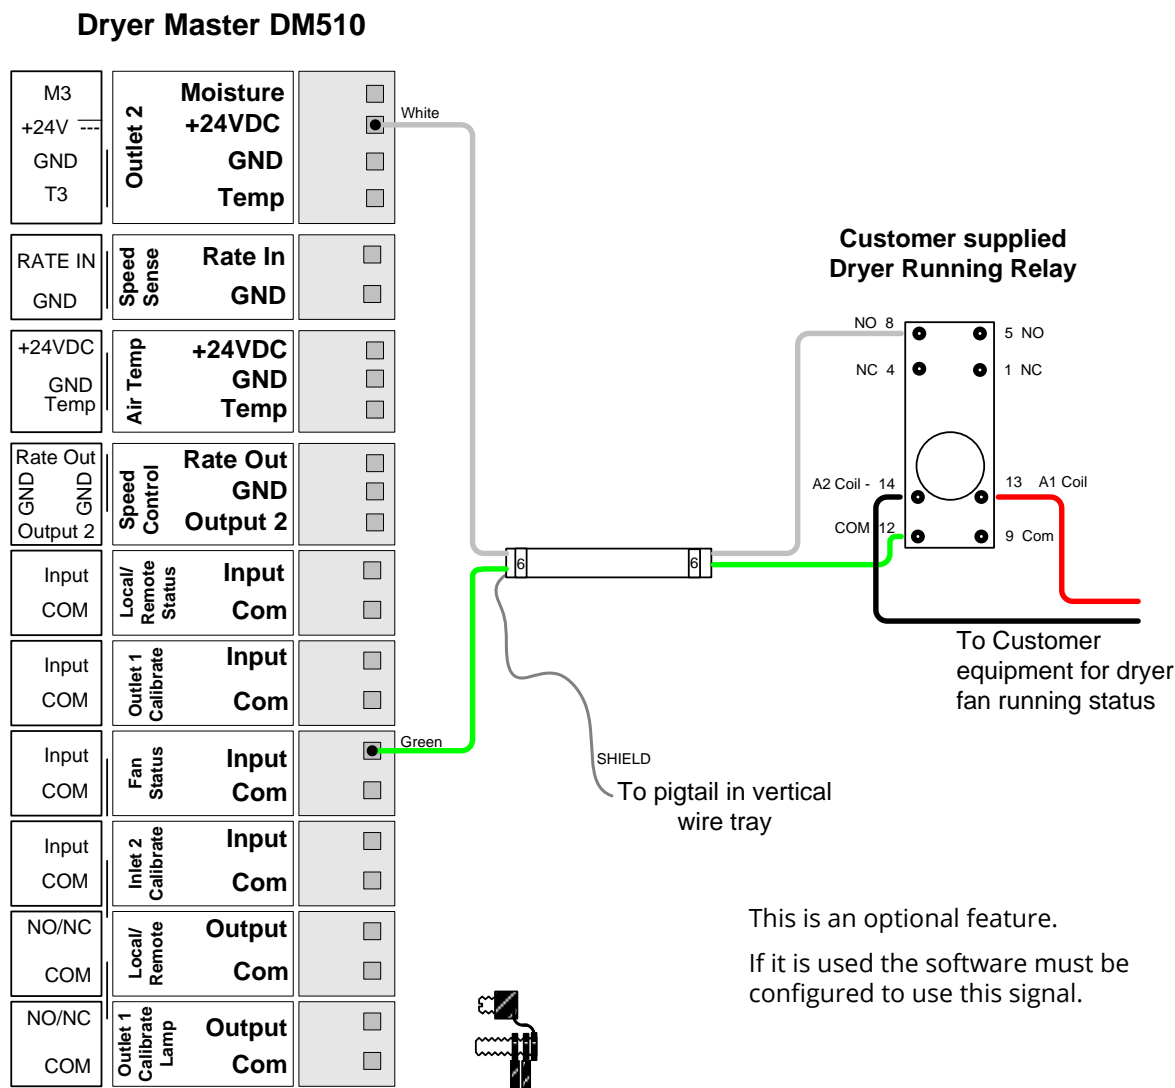 Dryer Master DM510
M3
+24V
GND
T3
Outlet 2
Moisture
+24VDC
GND
Temp
White
RATE IN
GND
Speed
Sense
Rate In
GND
+24VDC
GND
Temp
Air Temp
+24VDC
GND
Temp
Rate Out
GND
GND
Output 2
Speed
Control
Rate Out
GND
Output 2
Input
COM
Local/
Remote
Status
Input
Com
Input
COM
Outlet 1
Calibrate
Input
Com
Input
COM
Fan
Status
Input
Com
Green
Input
COM
Inlet 2
Calibrate
Input
Com
NO/NC
COM
Local/
Remote
Output
Com
NO/NC
COM
Outlet 1
Calibrate
Lamp
Output
Com
6
6
SHIELD
To pigtail in vertical
wire tray
Customer supplied
Dryer Running Relay
NO 8
5 NO
NC 4
1 NC
A2 Coil - 14
13 A1 Coil
COM 12
9 Com
To Customer
equipment for dryer
fan running status
This is an optional feature.
If it is used the software must be
configured to use this signal.